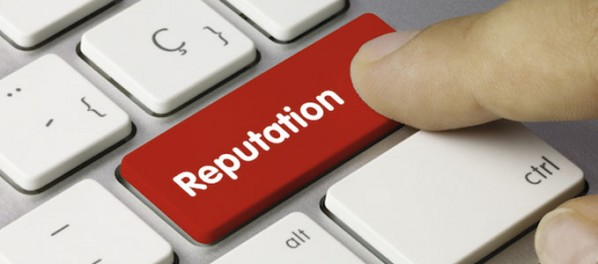 Ç }
¨ ´ {
Reputation
ctrl
alt